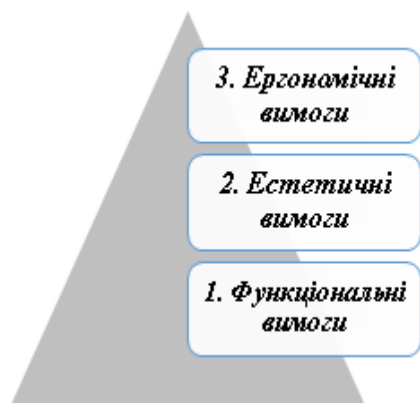 3. Ергономічні
вимоги
2. Естетичні
вимоги
1. Функціональні
вимоги